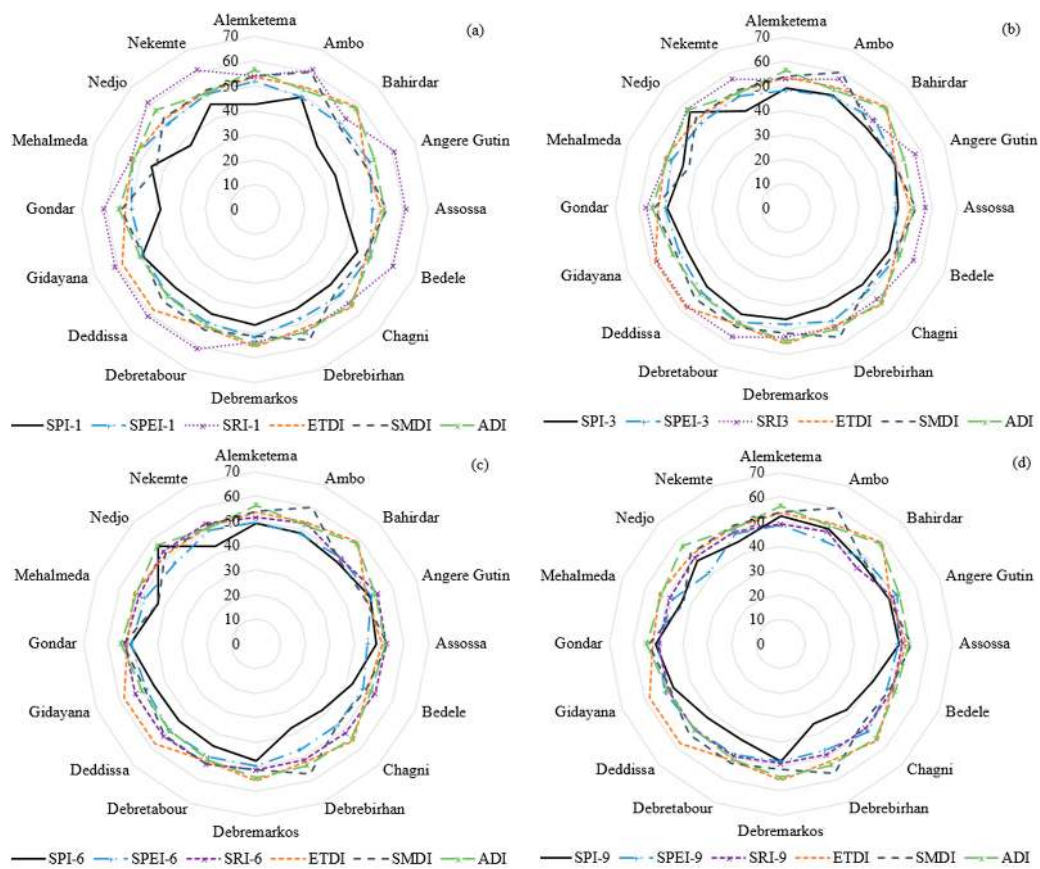 Alemketema
(a)
Nekemte
70
Ambo
Nedjo
60
Bahirdar
50
40
Mehalmeda
30
Angere Gutin
20
10
Gondar
0
Assossa
Gidayana
Bedele
Deddissa
Chagni
Debretabour
Debrebirhan
Debremarkos
SPI-1 SPEI-1 SRI-1 ETDI SMDI ADI
Alemketema
(b)
Nekemte
70
Ambo
Nedjo
60
Bahirdar
50
40
Mehalmeda
30
Angere Gutin
20
10
Gondar
0
Assossa
Gidayana
Bedele
Deddissa
Chagni
Debretabour
Debrebirhan
Debremarkos
SPI-3 SPEI-3 SRI3 ETDI SMDI ADI
Alemketema
(c)
Nekemte
70
Ambo
Nedjo
60
Bahirdar
50
40
Mehalmeda
30
Angere Gutin
20
10
Gondar
0
Assossa
Gidayana
Bedele
Deddissa
Chagni
Debretabour
Debrebirhan
Debremarkos
SPI-6 SPEI-6 SRI-6 ETDI SMDI ADI
Alemketema
(d)
Nekemte
70
Ambo
Nedjo
60
Bahirdar
50
40
Mehalmeda
30
Angere Gutin
20
10
Gondar
0
Assossa
Gidayana
Bedele
Deddissa
Chagni
Debretabour
Debrebirhan
Debremarkos
SPI-9 SPEI-9 SRI-9 ETDI SMDI ADI